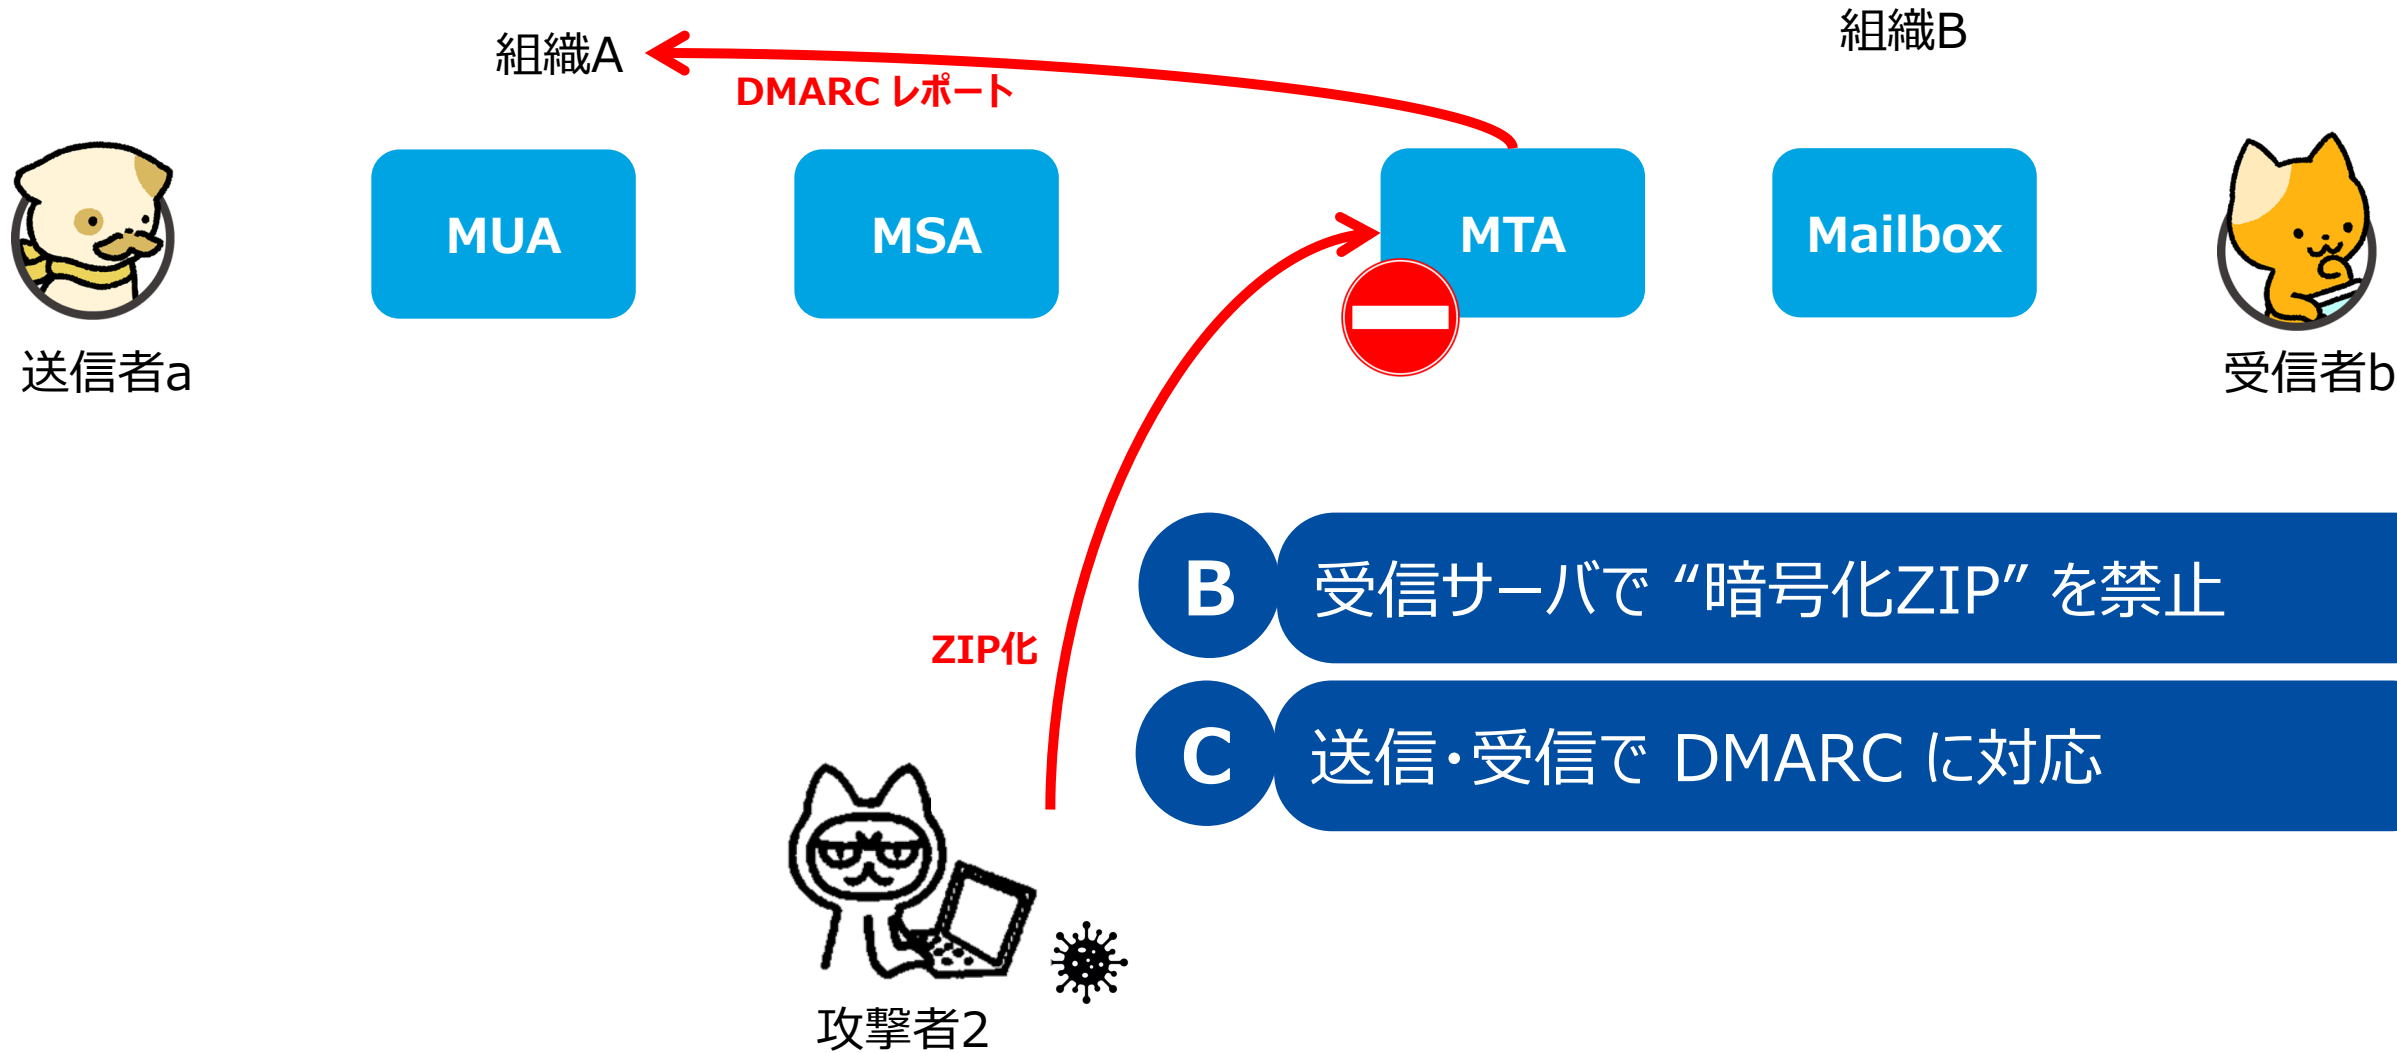 組織A
組織B
DMARC レポート
MUA
MSA
MTA
Mailbox
送信者a
受信者b
B 受信サーバで “暗号化ZIP” を禁止
ZIP化
C 送信・受信で DMARC に対応
攻撃者2